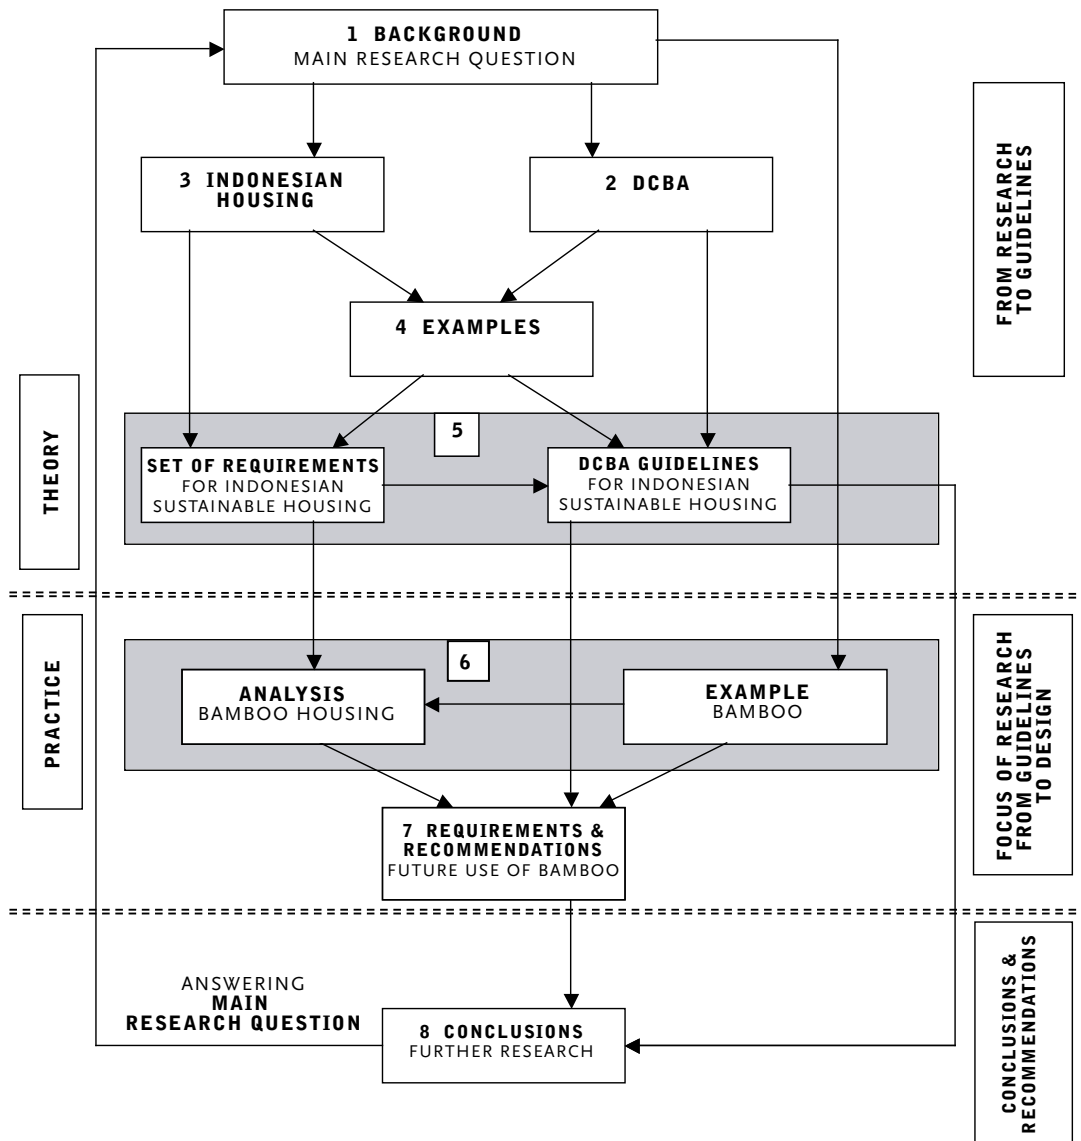 1 BACKGROUND
MAIN RESEARCH QUESTION
3 INDONESIAN
HOUSING
2 DCBA
FROM RESEARCH
TO GUIDELINES
4 EXAMPLES
THEORY
5
SET OF REQUIREMENTS
FOR INDONESIAN
SUSTAINABLE HOUSING
DCBA GUIDELINES
FOR INDONESIAN
SUSTAINABLE HOUSING
PRACTICE
6
ANALYSIS
BAMBOO HOUSING
EXAMPLE
BAMBOO
FOCUS OF RESEARCH
FROM GUIDELINES
TO DESIGN
7 REQUIREMENTS &
RECOMMENDATIONS
FUTURE USE OF BAMBOO
ANSWERING
MAIN
RESEARCH QUESTION
8 CONCLUSIONS
FURTHER RESEARCH
CONCLUSIONS &
RECOMMENDATIONS